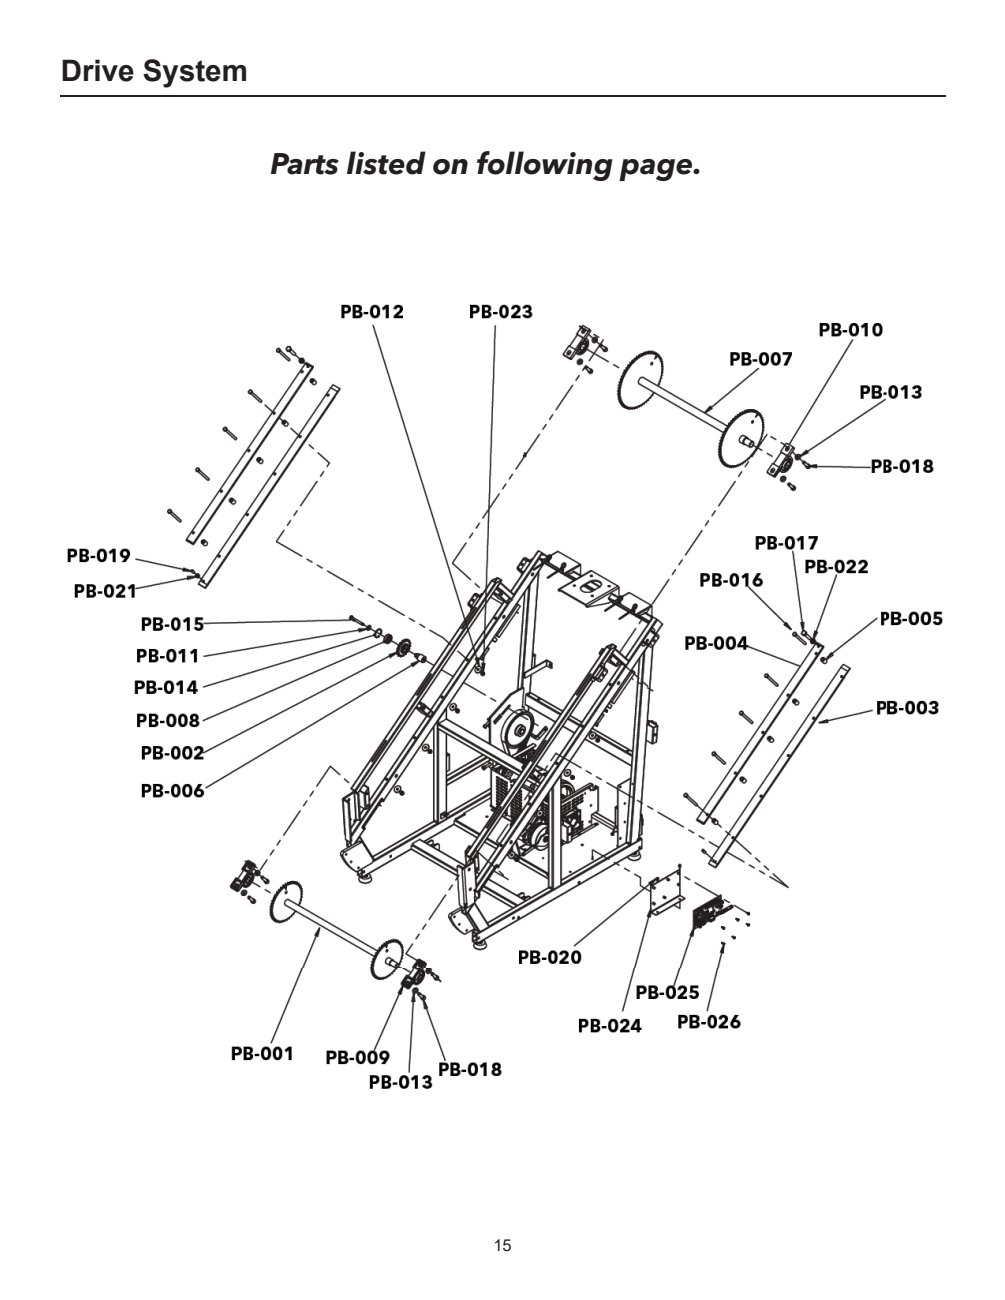 Drive System
Parts listed on following page.
PB-012
PB-023
PB-010
PB-007
PB-013
PB-018
PB-019
PB-021
PB-017
PB-022
PB-016
PB-005
PB-015
PB-004
PB-011
PB-014
PB-003
PB-008
PB-002
PB-006
PB-020
PB-025
PB-024
PB-026
PB-001
PB-009
PB-018
PB-013
15